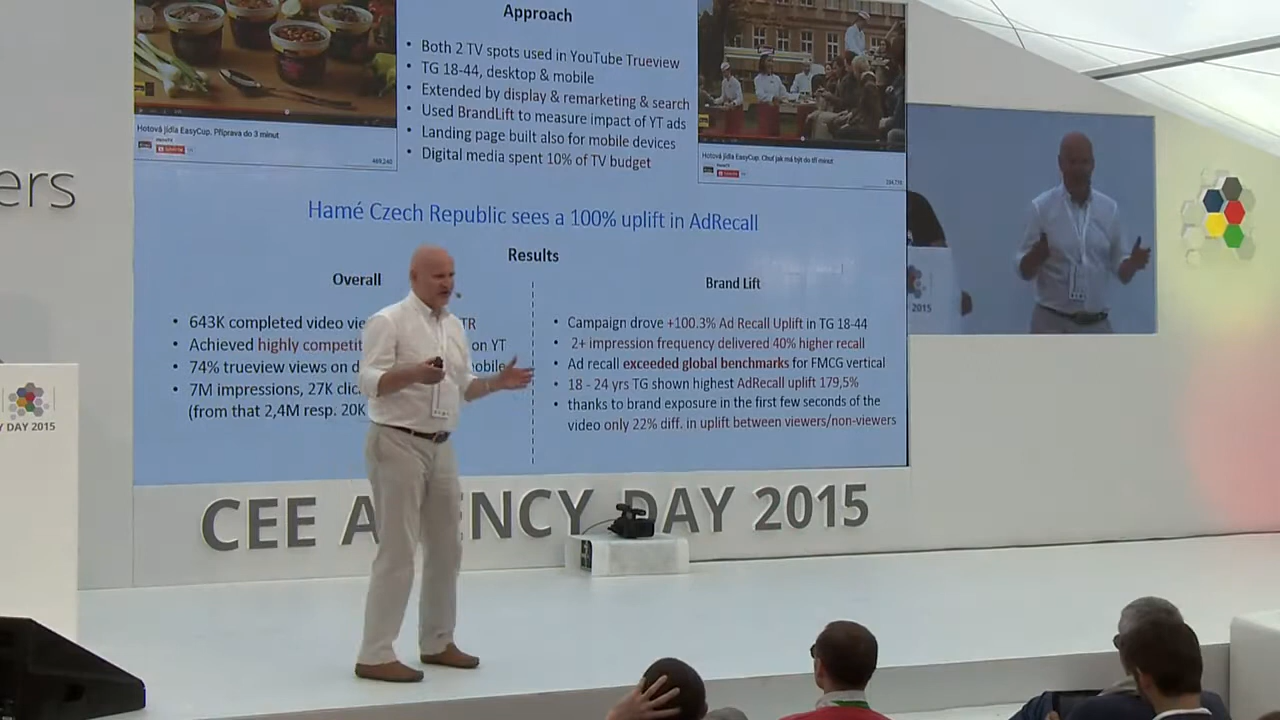 Approach
• Both 2 TV spots used in YouTube Trueview
• TG 18-44, desktop & mobile
• Extended by display & remarketing & search
• Used BrandLift to measure impact of YT ads
• Landing page built also for mobile devices
• Digital media spent 10% of TV budget
Hotová jídla EasyCup. Příprava do 3 minut
469,240
Hotová jídla EasyCup. Chuť jak má být do tří minut
ers
Hamé Czech Republic sees a 100% uplift in AdRecall
Results
Overall
• 643K completed video vie TR
• Achieved highly competit on YT
• 74% trueview views on d obile
• 7M impressions, 27K clic
(from that 2,4M resp. 20K
Brand Lift
• Campaign drove +100.3% Ad Recall Uplift in TG 18-44
• 2+ impression frequency delivered 40% higher recall
• Ad recall exceeded global benchmarks for FMCG vertical
• 18 - 24 yrs TG shown highest AdRecall uplift 179,5%
• thanks to brand exposure in the first few seconds of the
video only 22% diff. in uplift between viewers/non-viewers
2015
Y DAY 2015
CEE A ENCY DAY 2015